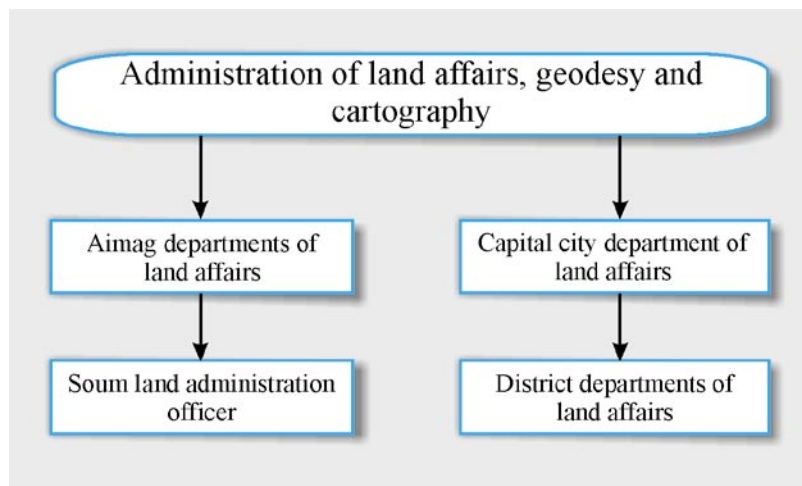 Administration of land affairs, geodesy and
cartography
Aimag departments of
land affairs
Capital city department of
land affairs
Soum land administration
officer
District departments of
land affairs